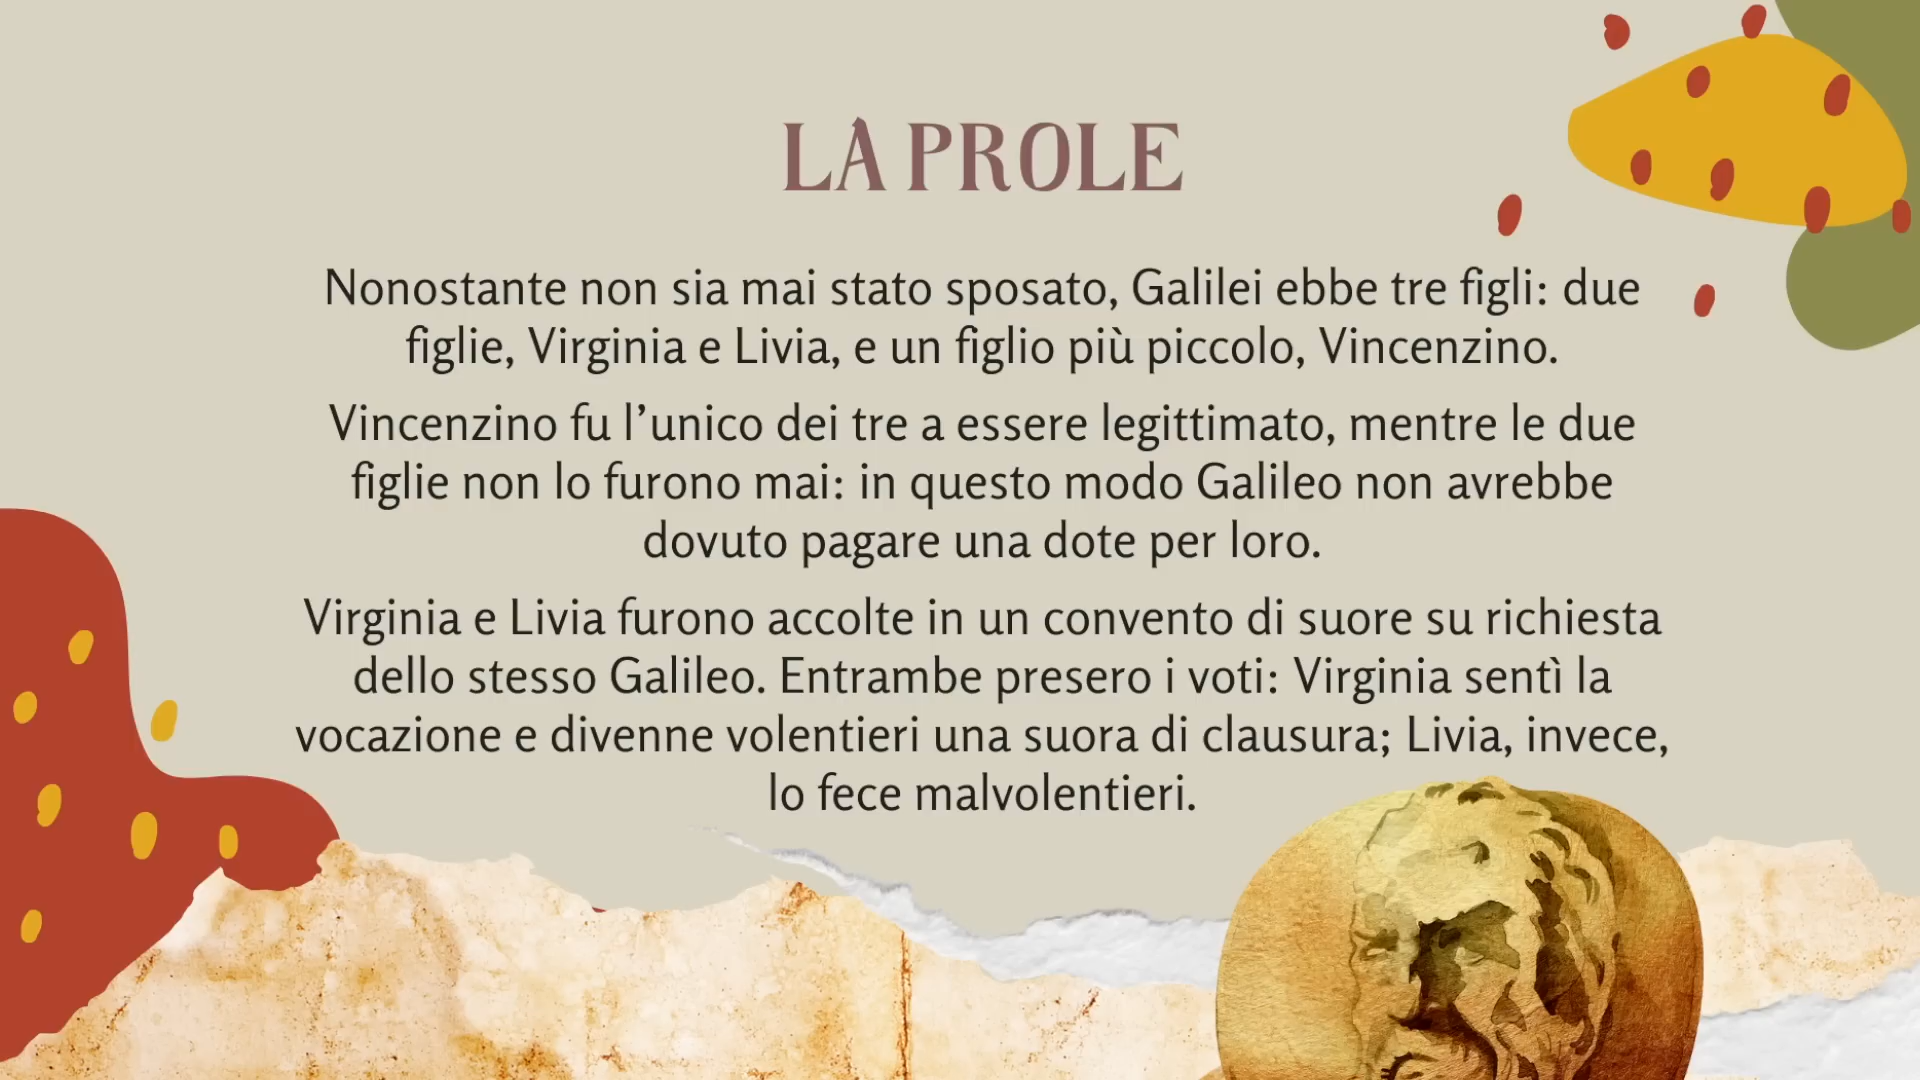 LA PROLE
Nonostante non sia mai stato sposato, Galilei ebbe tre figli: due
figlie, Virginia e Livia, e un figlio più piccolo, Vincenzino.
Vincenzino fu l’unico dei tre a essere legittimato, mentre le due
figlie non lo furono mai: in questo modo Galileo non avrebbe
dovuto pagare una dote per loro.
Virginia e Livia furono accolte in un convento di suore su richiesta
dello stesso Galileo. Entrambe presero i voti: Virginia sentì la
vocazione e divenne volentieri una suora di clausura; Livia, invece,
lo fece malvolentieri.